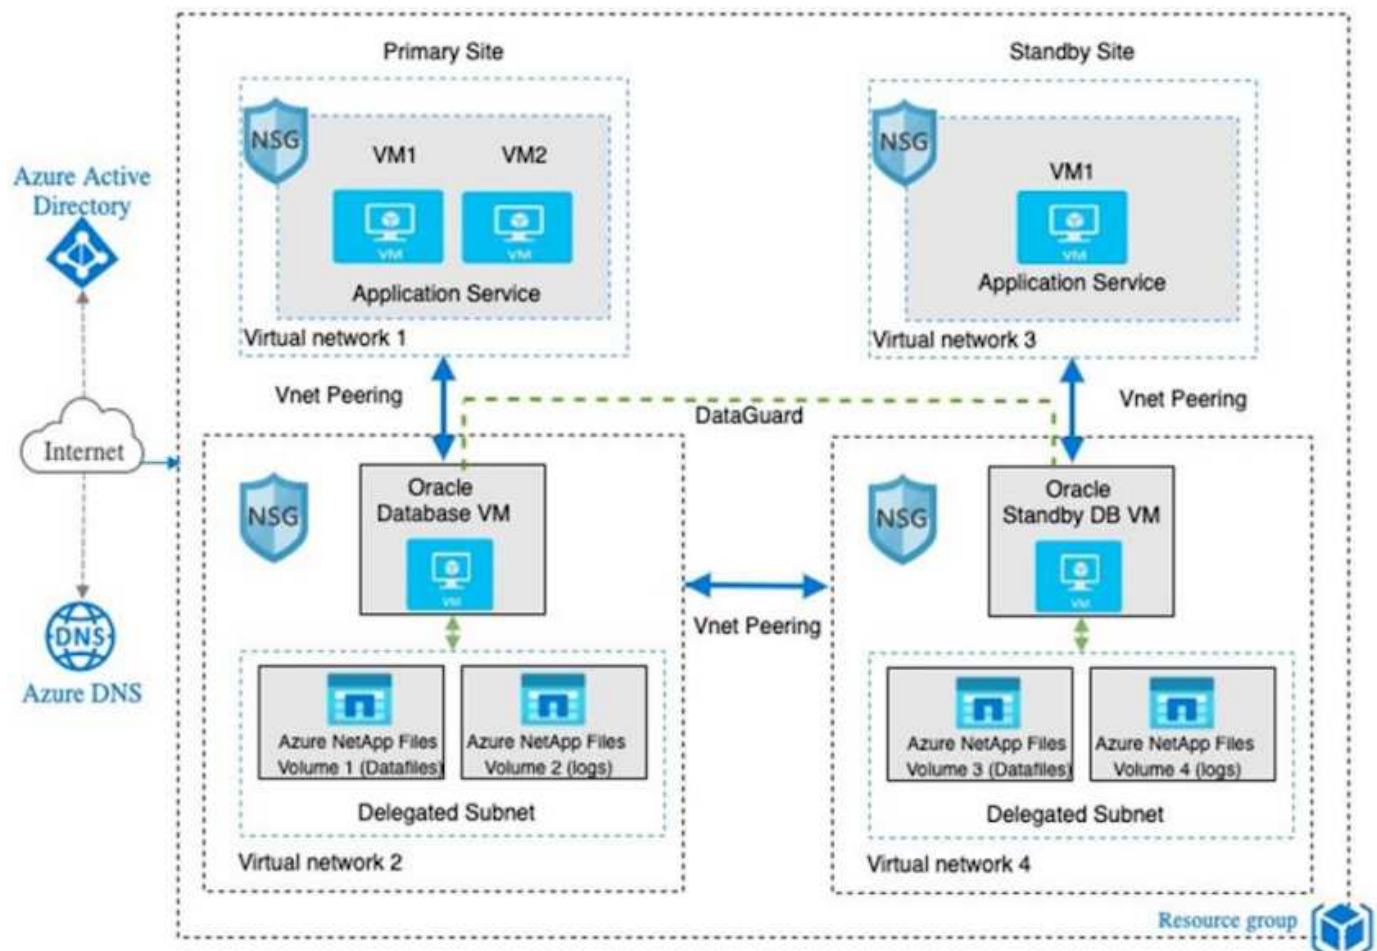 Primary Site
Standby Site
NSG
VM1
VM2
VM
VM
Application Service
Virtual network 1
NSG
VM1
VM
Application Service
Virtual network 3
Azure Active
Directory
Internet
DNS
Azure DNS
Vnet Peering
DataGuard
Vnet Peering
NSG
Oracle
Database VM
VM
Azure NetApp Files
Volume 1 (Datafiles)
Azure NetApp Files
Volume 2 (logs)
Delegated Subnet
Virtual network 2
Vnet Peering
NSG
Oracle
Standby DB VM
VM
Azure NetApp Files
Volume 3 (Datafiles)
Azure NetApp Files
Volume 4 (logs)
Delegated Subnet
Virtual network 4
Resource group